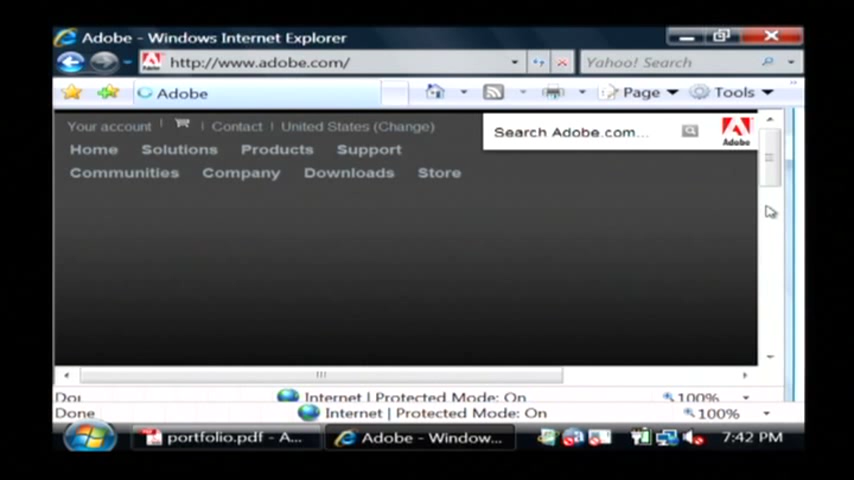 Adobe - Windows Internet Explorer
http://www.adobe.com/
Yahoo! Search
Adobe
Page
Tools
Your account | | Contact | United States (Change)
Search Adobe.com...
Adobe
Home Solutions Products Support
Communities Company Downloads Store
Internet | Protected Mode: On
100%
Done
Internet | Protected Mode: On
100%
portfolio.pdf - A...
Adobe - Window...
7:42 PM